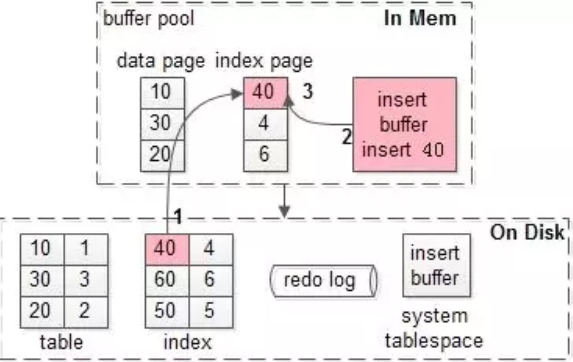 buffer pool
In Mem
data page index page
10
30
20
40
4
6
3
2
insert
buffer
insert 40
1
On Disk
10 1
30 3
20 2
table
40 4
60 6
50 5
index
redo log
insert
buffer
system
tablespace